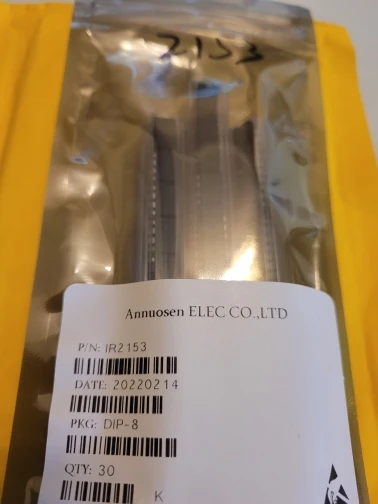 2153
Annuosen ELEC CO.,LTD
P/N: IR2153
DATE: 20220214
PKG: DIP-8
QTY: 30
K